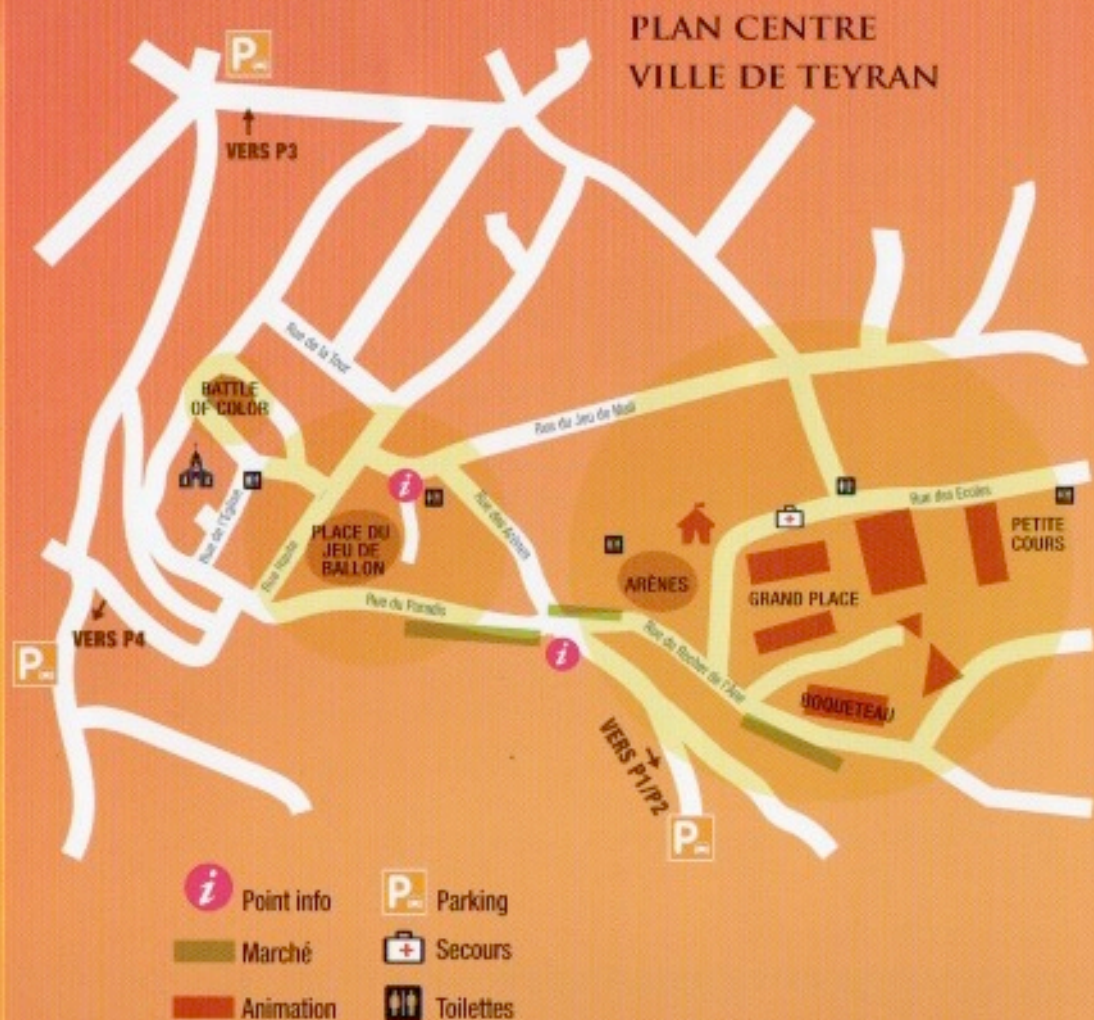 PLAN CENTRE
VILLE DE TEYRAN
P
VERS P3
Rue de la Tour
BATTLE
OF COLOR
Rue du Jeu de Mail
i
Rue de l'Eglise
Rue Haute
PLACE DU
JEU DE
BALLON
Rue des Arènes
Rue des Ecoles
PETITE
COURS
ARÈNES
GRAND PLACE
Rue du Paradis
VERS P4
P
i
Rue du Rocher de l'Aye
BOQUETEAU
VERS P1/P2
P
i Point info
P Parking
Marché
Secours
Animation
Toilettes